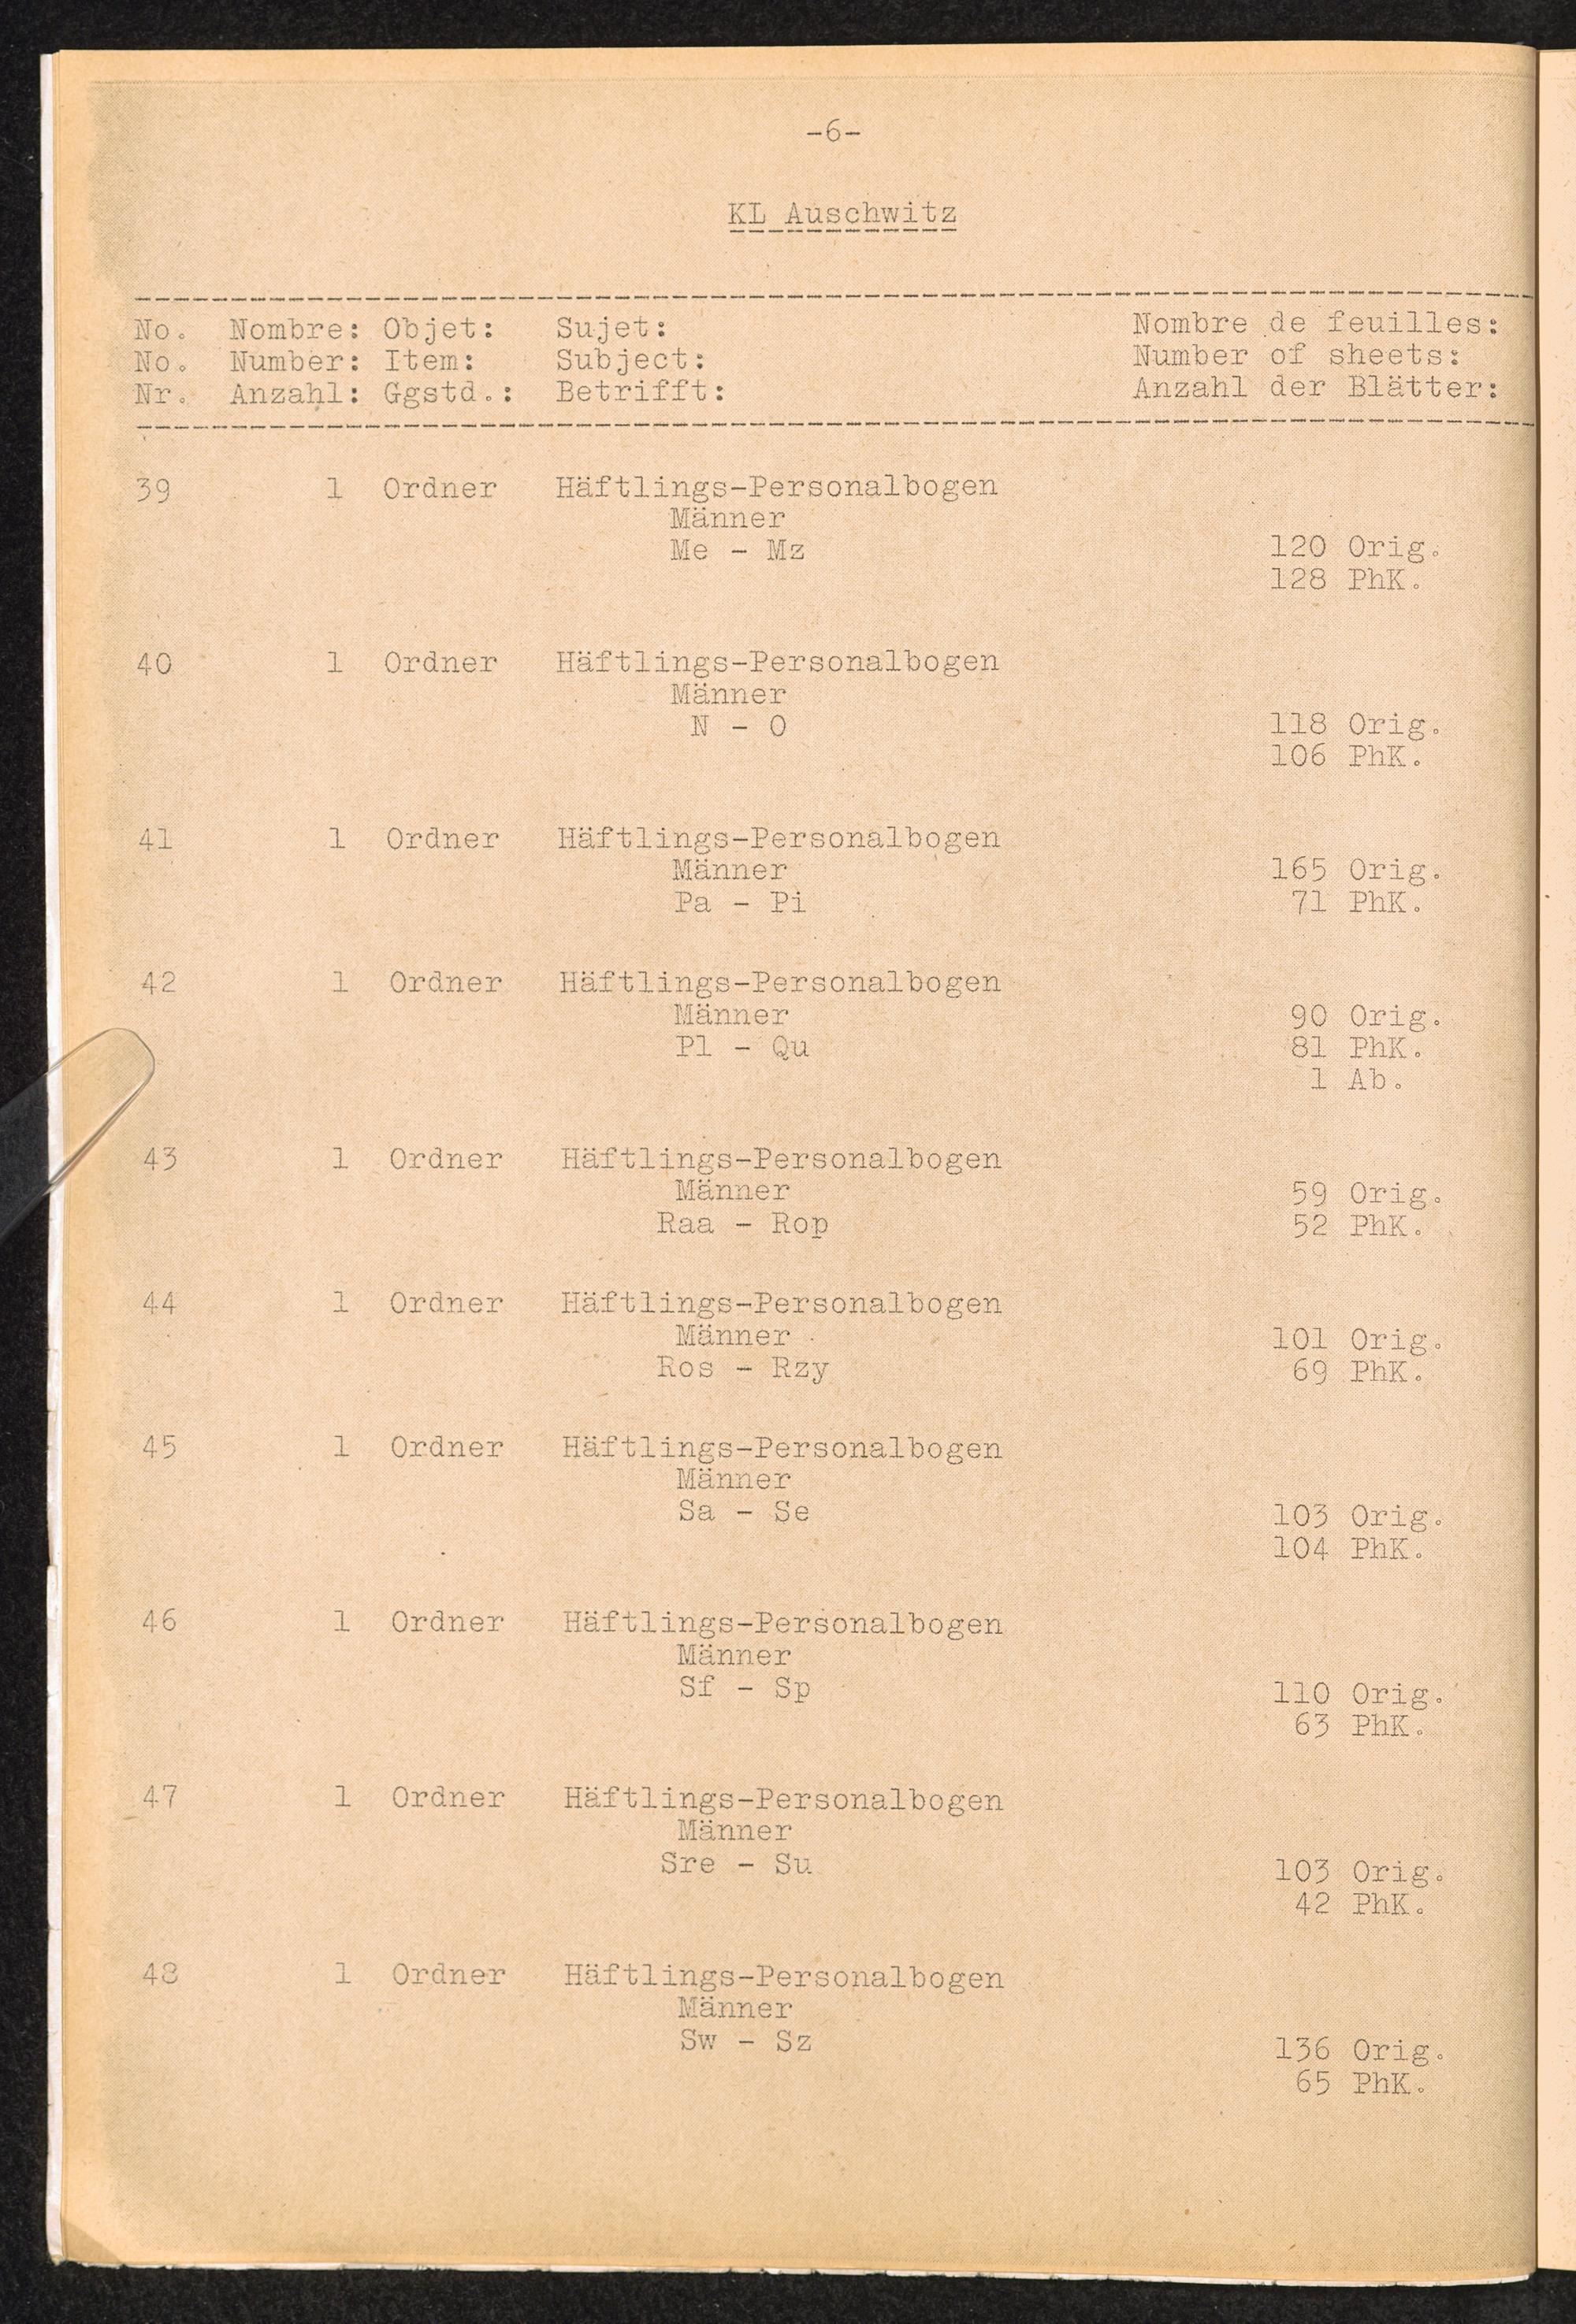 -6-
KL Auschwitz
No. Nombre: Objet: Sujet: Nombre de feuilles:
No. Number: Item: Subject: Number of sheets:
Nr. Anzahl: Ggstd.: Betrifft: Anzahl der Blätter:
39 1 Ordner Häftlings-Personalbogen
Männer
Me - Mz 120 Orig.
128 PhK.
40 1 Ordner Häftlings-Personalbogen
Männer
N - O 118 Orig.
106 PhK.
41 1 Ordner Häftlings-Personalbogen
Männer 165 Orig.
Pa - Pi 71 PhK.
42 1 Ordner Häftlings-Personalbogen
Männer 90 Orig.
Pl - Qu 81 PhK.
1 Ab.
43 1 Ordner Häftlings-Personalbogen
Männer 59 Orig.
Raa - Rop 52 PhK.
44 1 Ordner Häftlings-Personalbogen
Männer 101 Orig.
Ros - Rzy 69 PhK.
45 1 Ordner Häftlings-Personalbogen
Männer
Sa - Se 103 Orig.
104 PhK.
46 1 Ordner Häftlings-Personalbogen
Männer
Sf - Sp 110 Orig.
63 PhK.
47 1 Ordner Häftlings-Personalbogen
Männer
Sre - Su 103 Orig.
42 PhK.
48 1 Ordner Häftlings-Personalbogen
Männer
Sw - Sz 136 Orig.
65 PhK.